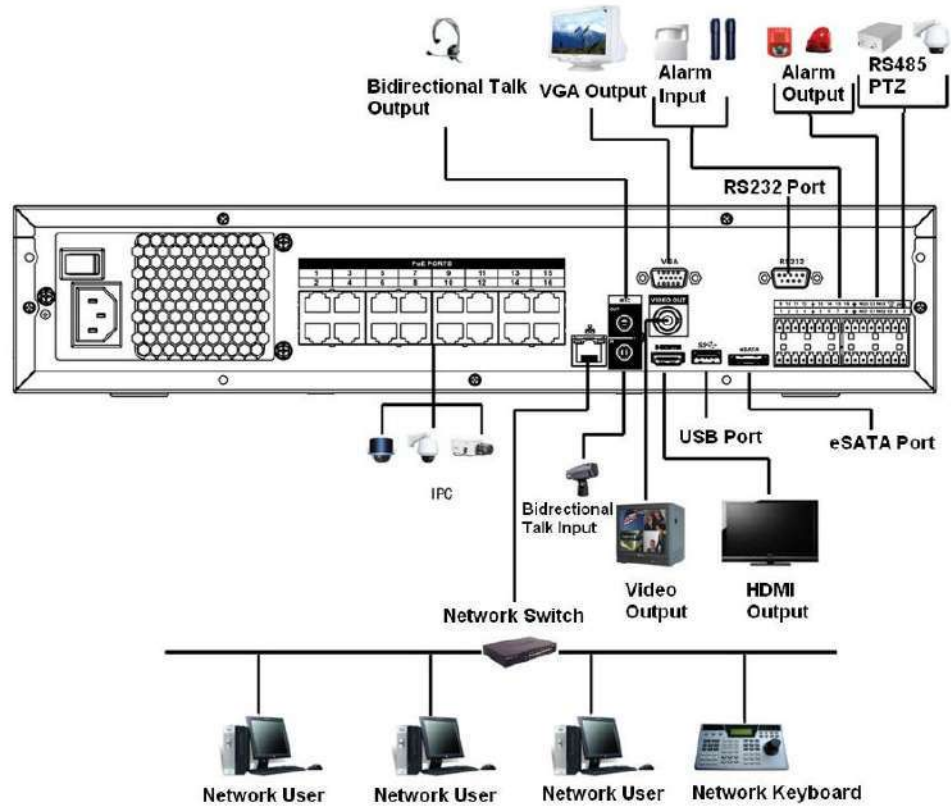 Bidirectional Talk
Output
VGA Output
Alarm
Input
Alarm
Output
RS485
PTZ
RS232 Port
PoE PORTS
1 3 5 7 9 11 13 15
2 4 6 8 10 12 14 16
VGA
RS232
VIDEO OUT
HDMI
eSATA
USB Port
eSATA Port
IPC
Bidrectional
Talk Input
Video
Output
HDMI
Output
Network Switch
Network User
Network User
Network User
Network Keyboard